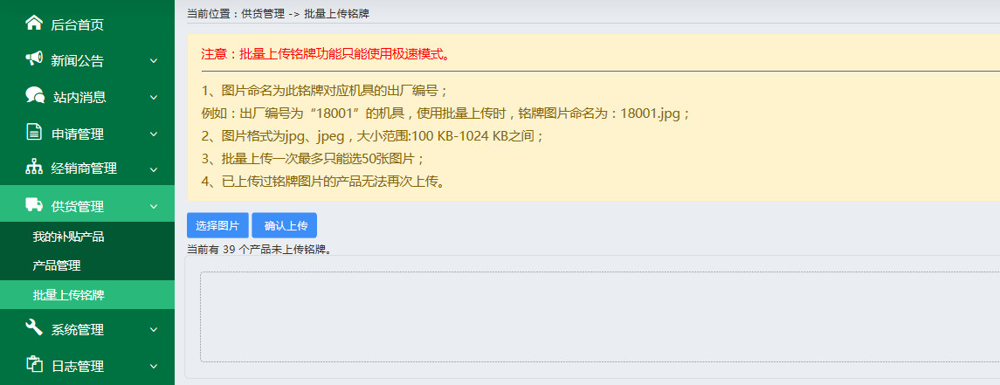 后台首页
新闻公告
站内消息
申请管理
经销商管理
供货管理
我的补贴产品
产品管理
批量上传铭牌
系统管理
日志管理
当前位置：供货管理 -> 批量上传铭牌
注意：批量上传铭牌功能只能使用极速模式。
1、图片命名为此铭牌对应机具的出厂编号；
例如：出厂编号为“18001”的机具，使用批量上传时，铭牌图片命名为：18001.jpg；
2、图片格式为jpg、jpeg，大小范围:100 KB-1024 KB之间；
3、批量上传一次最多只能选50张图片；
4、已上传过铭牌图片的产品无法再次上传。
选择图片 确认上传
当前有 39 个产品未上传铭牌。